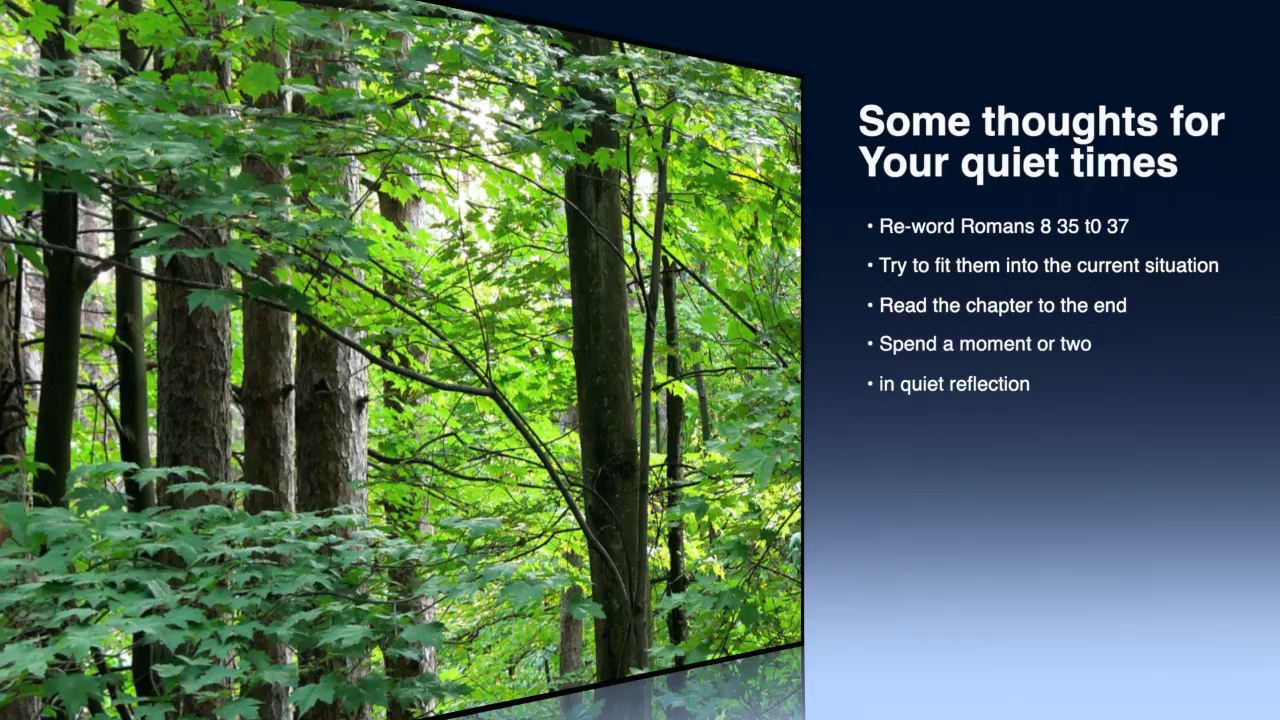 Some thoughts for
Your quiet times
• Re-word Romans 8 35 t0 37
• Try to fit them into the current situation
• Read the chapter to the end
• Spend a moment or two
• in quiet reflection